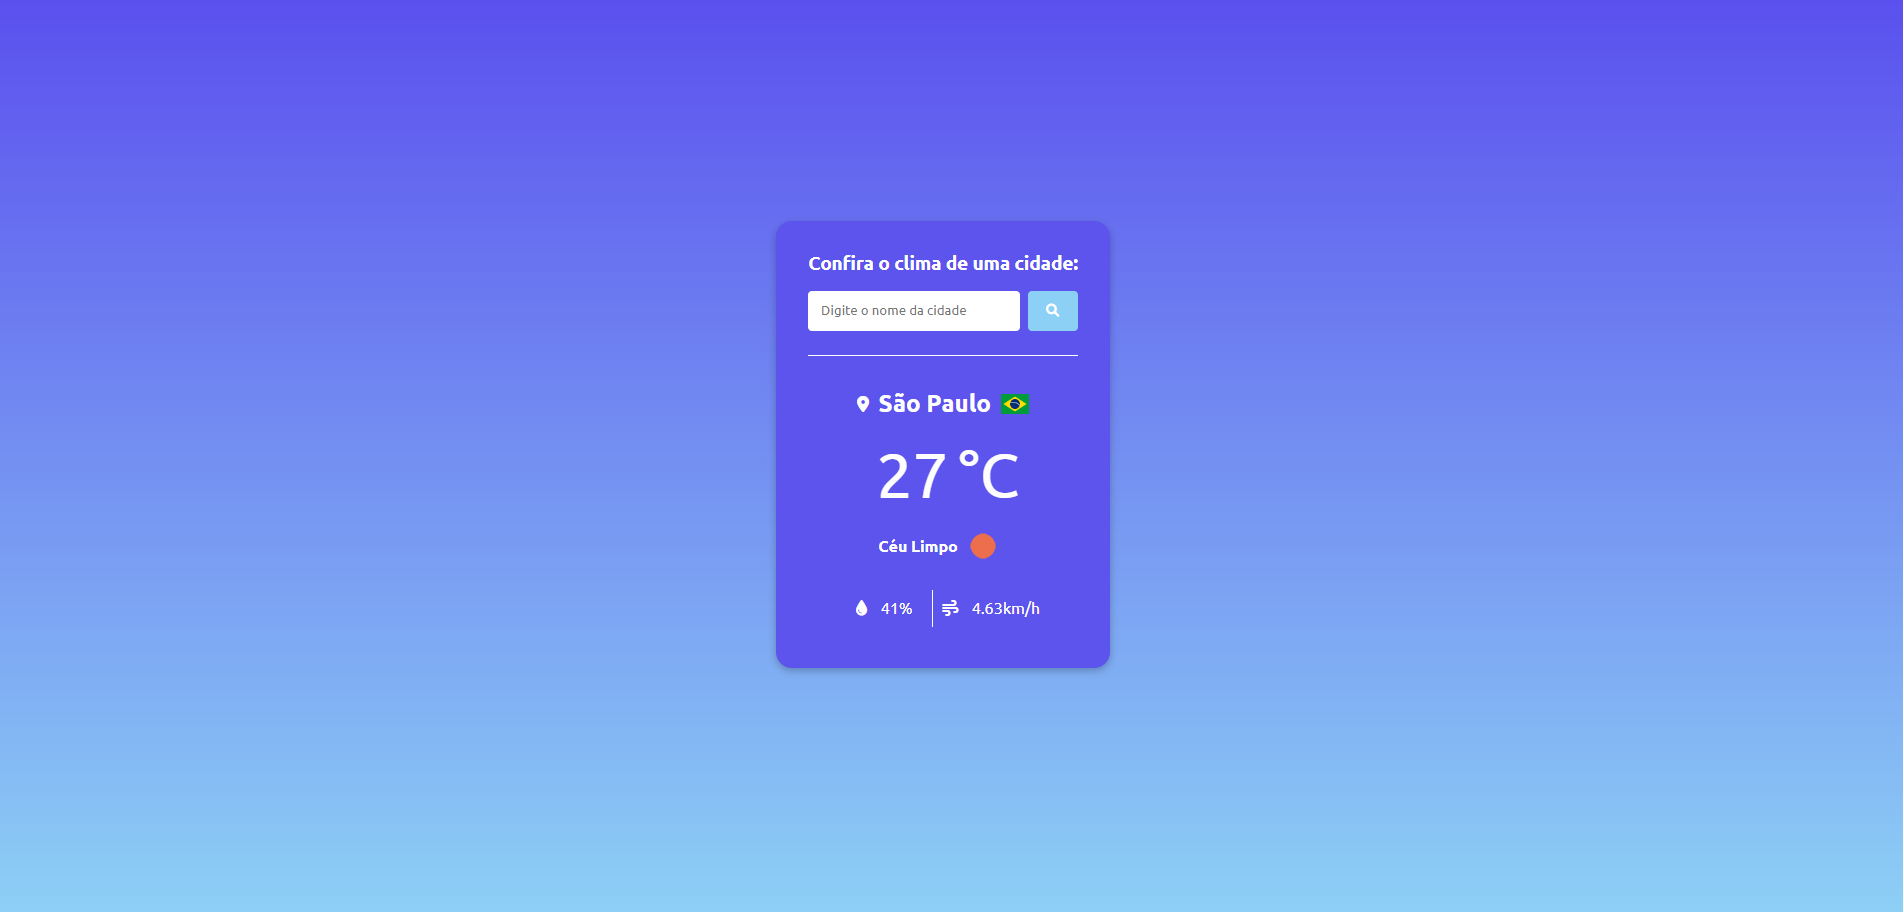 Confira o clima de uma cidade:
Digite o nome da cidade
São Paulo
27 °C
Céu Limpo
41% 4.63km/h